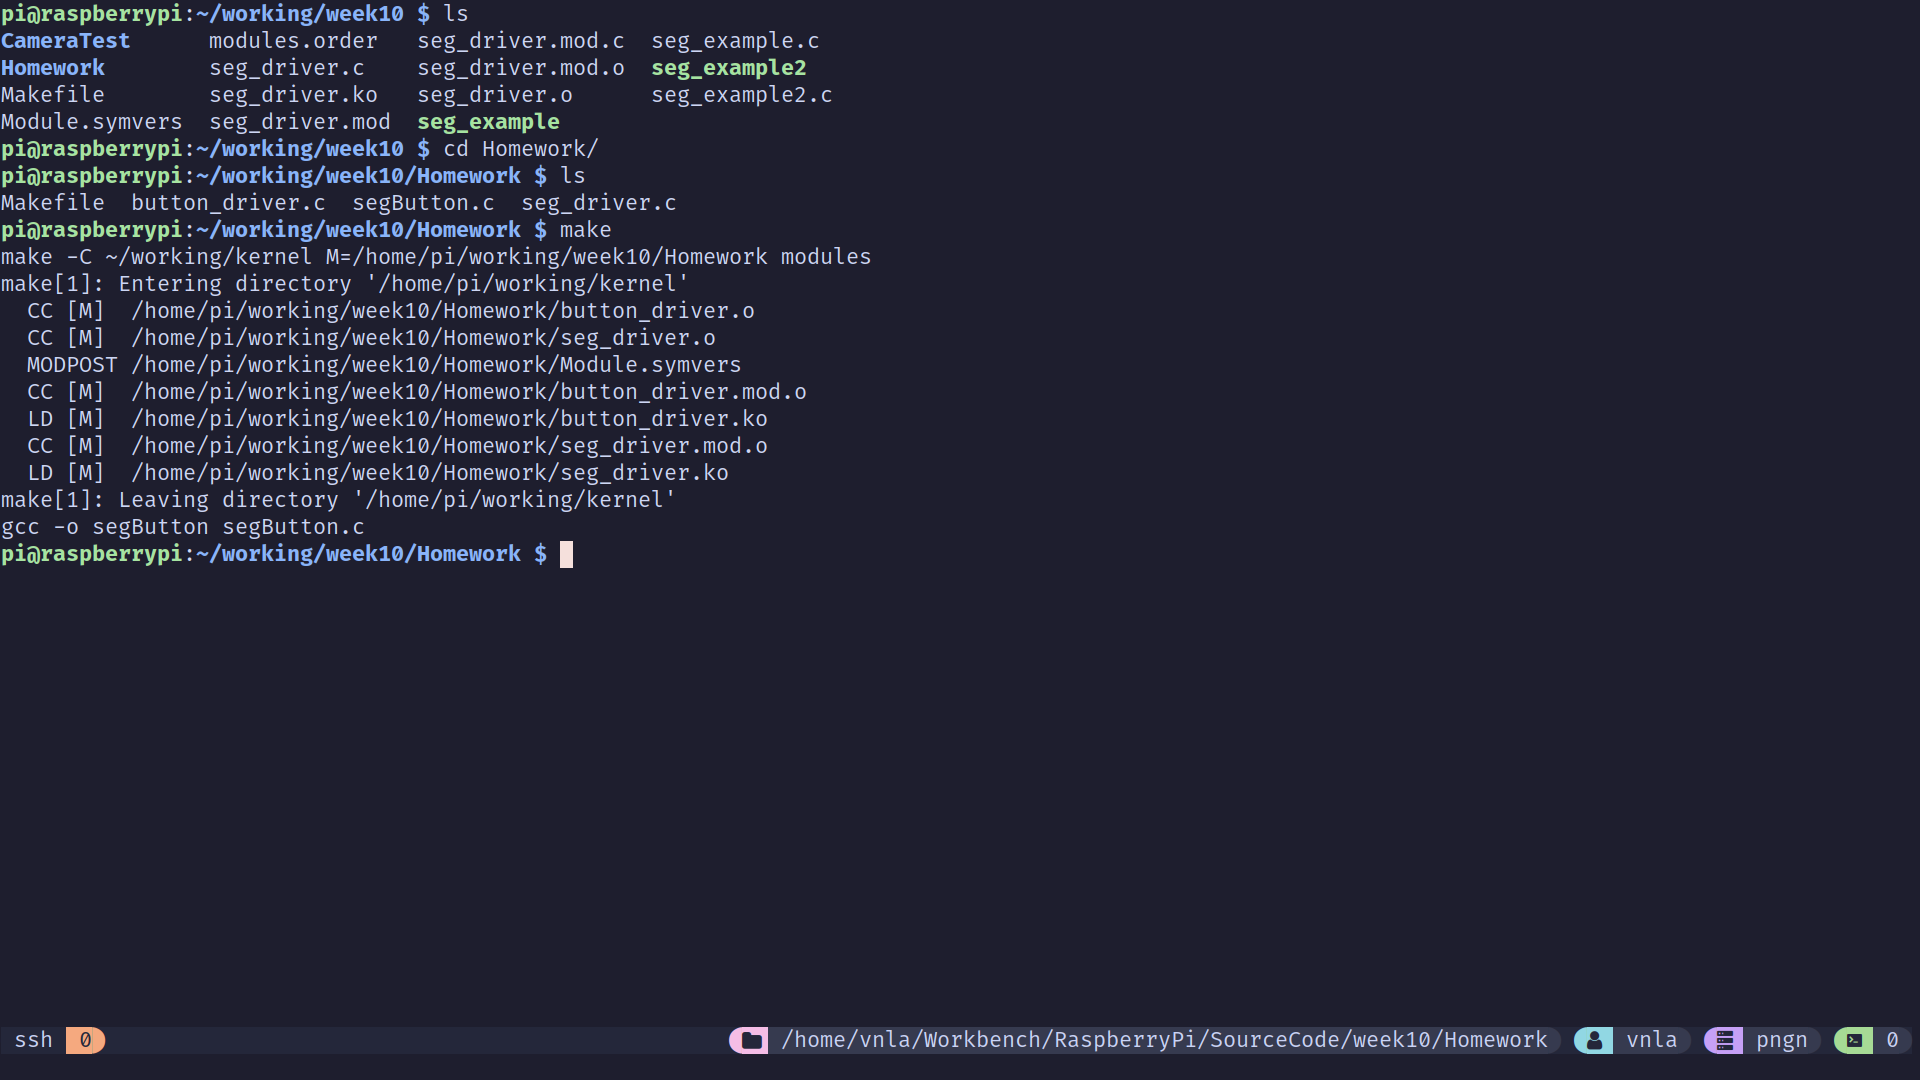 pi@raspberrypi:~/working/week10 $ ls
CameraTest      modules.order   seg_driver.mod.c  seg_example.c
Homework        seg_driver.c    seg_driver.mod.o  seg_example2
Makefile        seg_driver.ko   seg_driver.o      seg_example2.c
Module.symvers  seg_driver.mod  seg_example
pi@raspberrypi:~/working/week10 $ cd Homework/
pi@raspberrypi:~/working/week10/Homework $ ls
Makefile  button_driver.c  segButton.c  seg_driver.c
pi@raspberrypi:~/working/week10/Homework $ make
make -C ~/working/kernel M=/home/pi/working/week10/Homework modules
make[1]: Entering directory '/home/pi/working/kernel'
  CC [M]  /home/pi/working/week10/Homework/button_driver.o
  CC [M]  /home/pi/working/week10/Homework/seg_driver.o
  MODPOST /home/pi/working/week10/Homework/Module.symvers
  CC [M]  /home/pi/working/week10/Homework/button_driver.mod.o
  LD [M]  /home/pi/working/week10/Homework/button_driver.ko
  CC [M]  /home/pi/working/week10/Homework/seg_driver.mod.o
  LD [M]  /home/pi/working/week10/Homework/seg_driver.ko
make[1]: Leaving directory '/home/pi/working/kernel'
gcc -o segButton segButton.c
pi@raspberrypi:~/working/week10/Homework $
ssh 0 /home/vnla/Workbench/RaspberryPi/SourceCode/week10/Homework vnla pngn 0